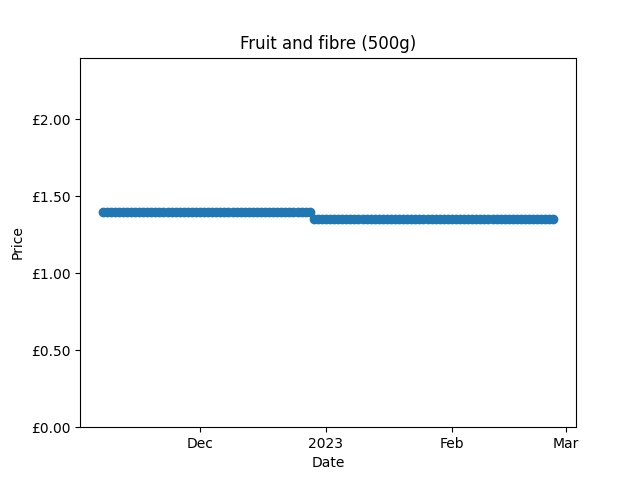 Fruit and fibre (500g)
£2.00
£1.50
£1.00
£0.50
£0.00
Price
Dec
2023
Feb
Mar
Date